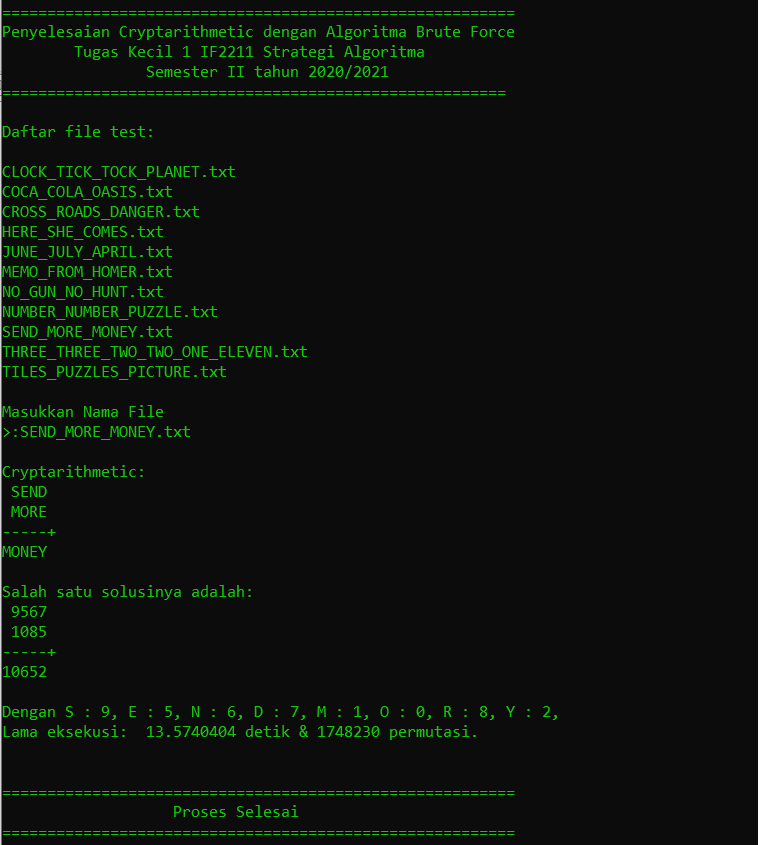 =========================================================
Penyelesaian Cryptarithmetic dengan Algoritma Brute Force
        Tugas Kecil 1 IF2211 Strategi Algoritma
                Semester II tahun 2020/2021
========================================================
Daftar file test:
CLOCK_TICK_TOCK_PLANET.txt
COCA_COLA_OASIS.txt
CROSS_ROADS_DANGER.txt
HERE_SHE_COMES.txt
JUNE_JULY_APRIL.txt
MEMO_FROM_HOMER.txt
NO_GUN_NO_HUNT.txt
NUMBER_NUMBER_PUZZLE.txt
SEND_MORE_MONEY.txt
THREE_THREE_TWO_TWO_ONE_ELEVEN.txt
TILES_PUZZLES_PICTURE.txt
Masukkan Nama File
>:SEND_MORE_MONEY.txt
Cryptarithmetic:
 SEND
 MORE
-----+
MONEY
Salah satu solusinya adalah:
 9567
 1085
-----+
10652
Dengan S : 9, E : 5, N : 6, D : 7, M : 1, O : 0, R : 8, Y : 2,
Lama eksekusi:  13.5740404 detik & 1748230 permutasi.
=========================================================
                   Proses Selesai
=========================================================